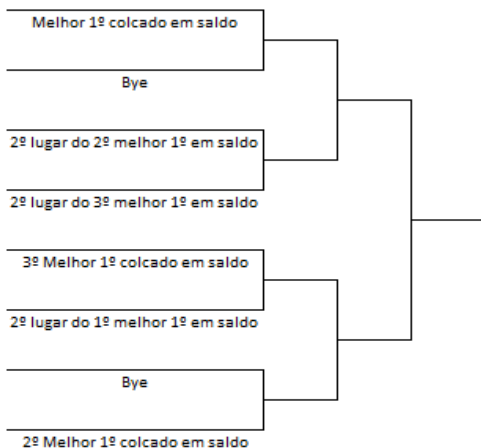 Melhor 1º colcado em saldo
Bye
2º lugar do 2º melhor 1º em saldo
2º lugar do 3º melhor 1º em saldo
3º Melhor 1º colcado em saldo
2º lugar do 1º melhor 1º em saldo
Bye
2º Melhor 1º colcado em saldo